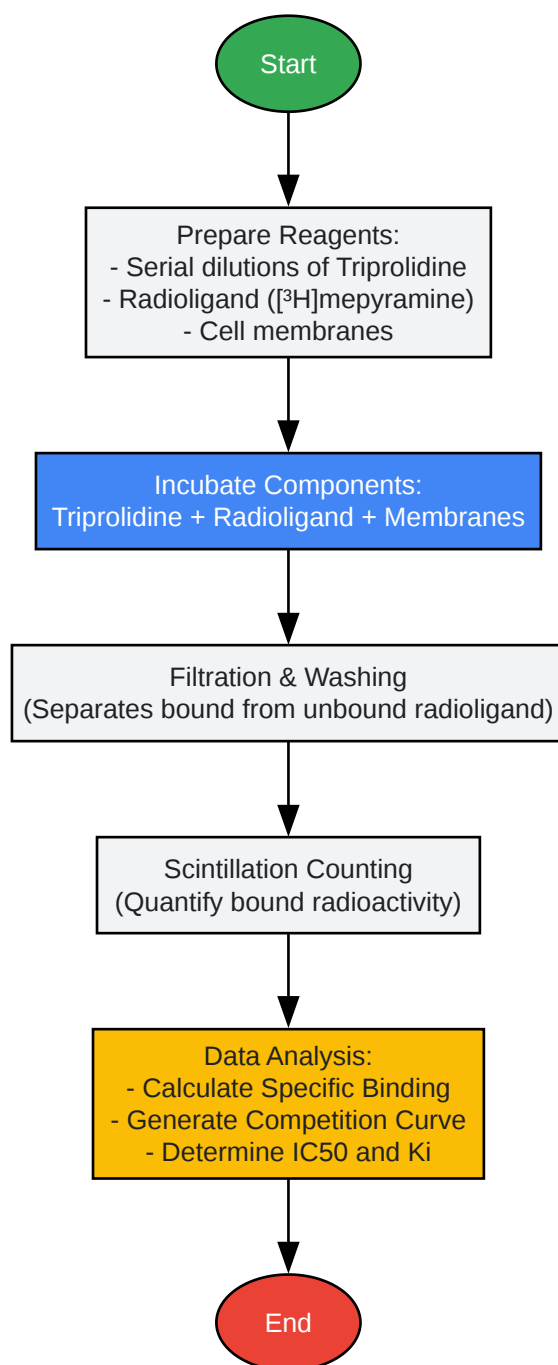 Start
Prepare Reagents:
- Serial dilutions of Triprolidine
- Radioligand ([³H]mepyramine)
- Cell membranes
Incubate Components:
Triprolidine + Radioligand + Membranes
Filtration & Washing
(Separates bound from unbound radioligand)
Scintillation Counting
(Quantify bound radioactivity)
Data Analysis:
- Calculate Specific Binding
- Generate Competition Curve
- Determine IC50 and Ki
End